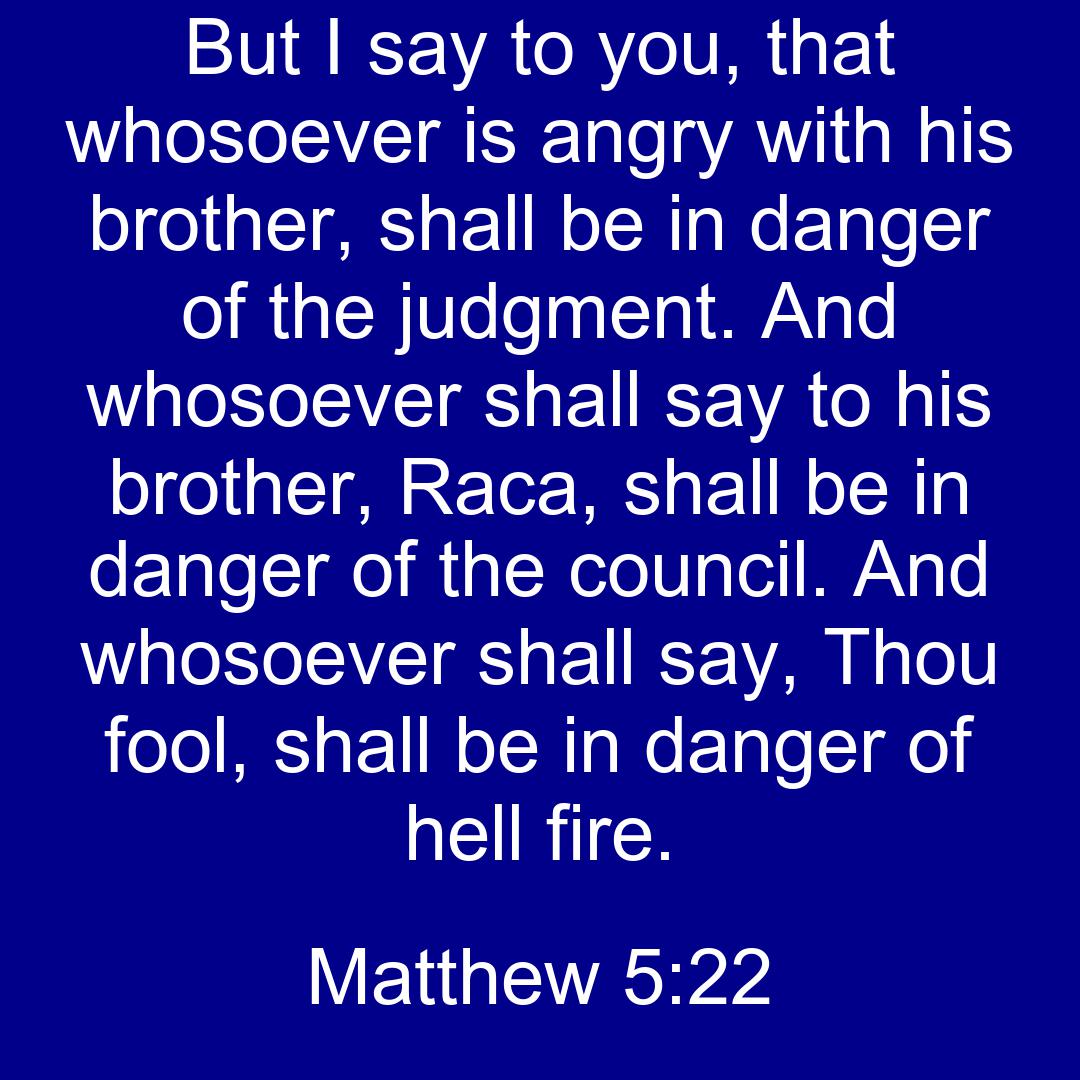 But I say to you, that
whosoever is angry with his
brother, shall be in danger
of the judgment. And
whosoever shall say to his
brother, Raca, shall be in
danger of the council. And
whosoever shall say, Thou
fool, shall be in danger of
hell fire.
Matthew 5:22